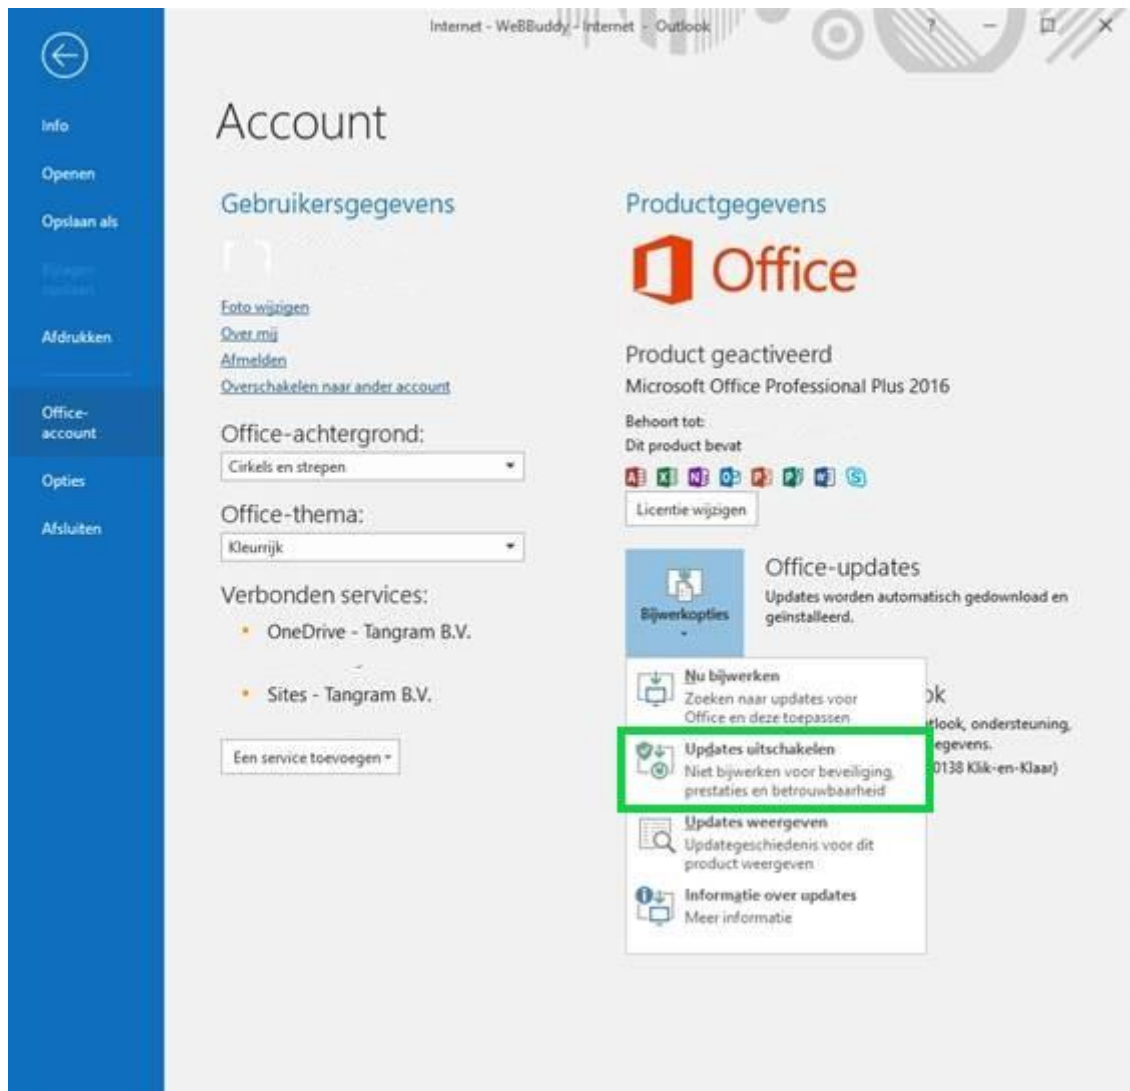 Internet - WeBBuddy - Internet - Outlook
?
Info
Openen
Opslaan als
Afdrukken
Office-
account
Opties
Afsluiten
Account
Gebruikersgegevens
Foto wijzigen
Over mij
Afmelden
Overschakelen naar ander account
Office-achtergrond:
Cirkels en strepen
Office-thema:
Kleurrijk
Verbonden services:
OneDrive - Tangram B.V.
Sites - Tangram B.V.
Een service toevoegen
Productgegevens
Office
Product geactiveerd
Microsoft Office Professional Plus 2016
Behoort tot:
Dit product bevat
Licentie wijzigen
Bijwerkopties
Office-updates
Updates worden automatisch gedownload en
geïnstalleerd.
Nu bijwerken
Zoeken naar updates voor
Office en deze toepassen
Updates uitschakelen
Niet bijwerken voor beveiliging,
prestaties en betrouwbaarheid
Updates weergeven
Updategeschiedenis voor dit
product weergeven
Informatie over updates
Meer informatie
ok
tlook, ondersteuning,
egevens.
0138 Klik-en-Klaar)